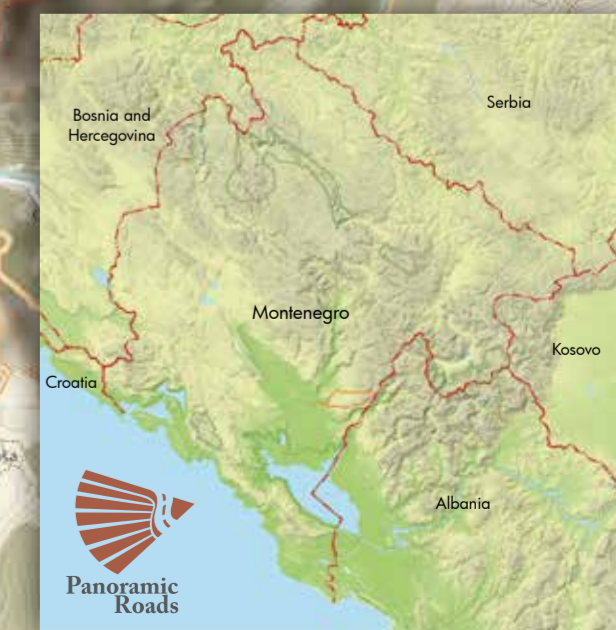 Bosnia and
Hercegovina
Serbia
Montenegro
Kosovo
Croatia
Albania
Panoramic
Roads